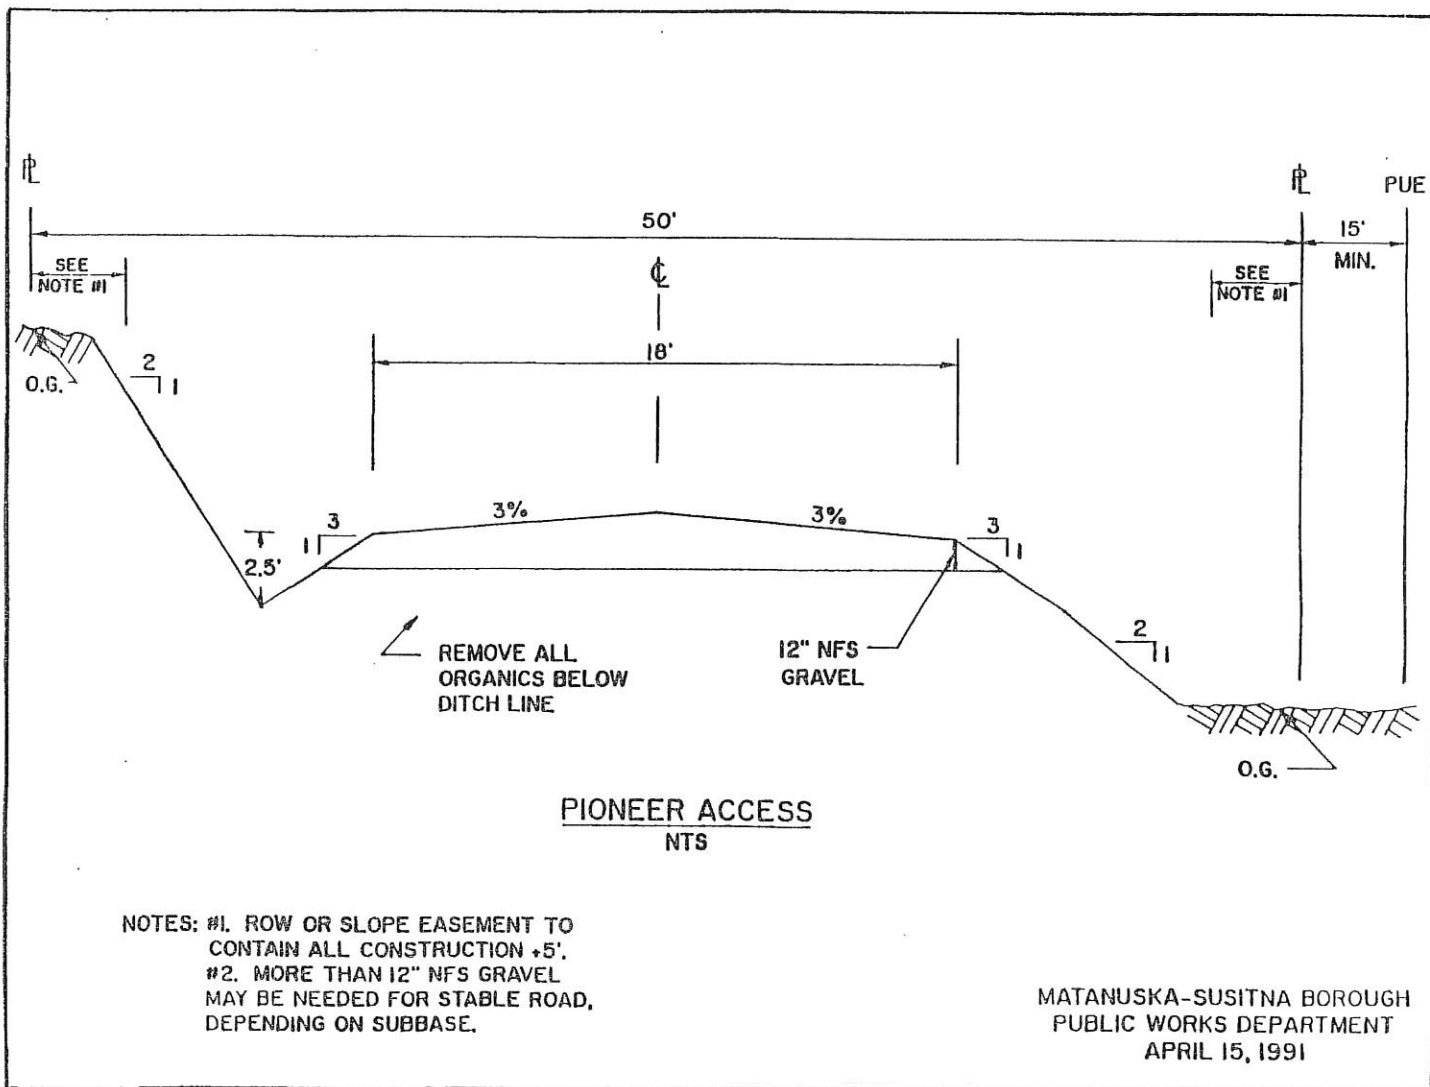 PL
PL
PUE
50'
15'
MIN.
SEE
NOTE #1
CL
SEE
NOTE #1
18'
O.G.
2
1
3%
3%
3
1
3
1
2.5'
2
1
REMOVE ALL
ORGANICS BELOW
DITCH LINE
12" NFS
GRAVEL
O.G.
PIONEER ACCESS
NTS
NOTES: #1. ROW OR SLOPE EASEMENT TO
CONTAIN ALL CONSTRUCTION +5'.
#2. MORE THAN 12" NFS GRAVEL
MAY BE NEEDED FOR STABLE ROAD,
DEPENDING ON SUBBASE.
MATANUSKA-SUSITNA BOROUGH
PUBLIC WORKS DEPARTMENT
APRIL 15, 1991